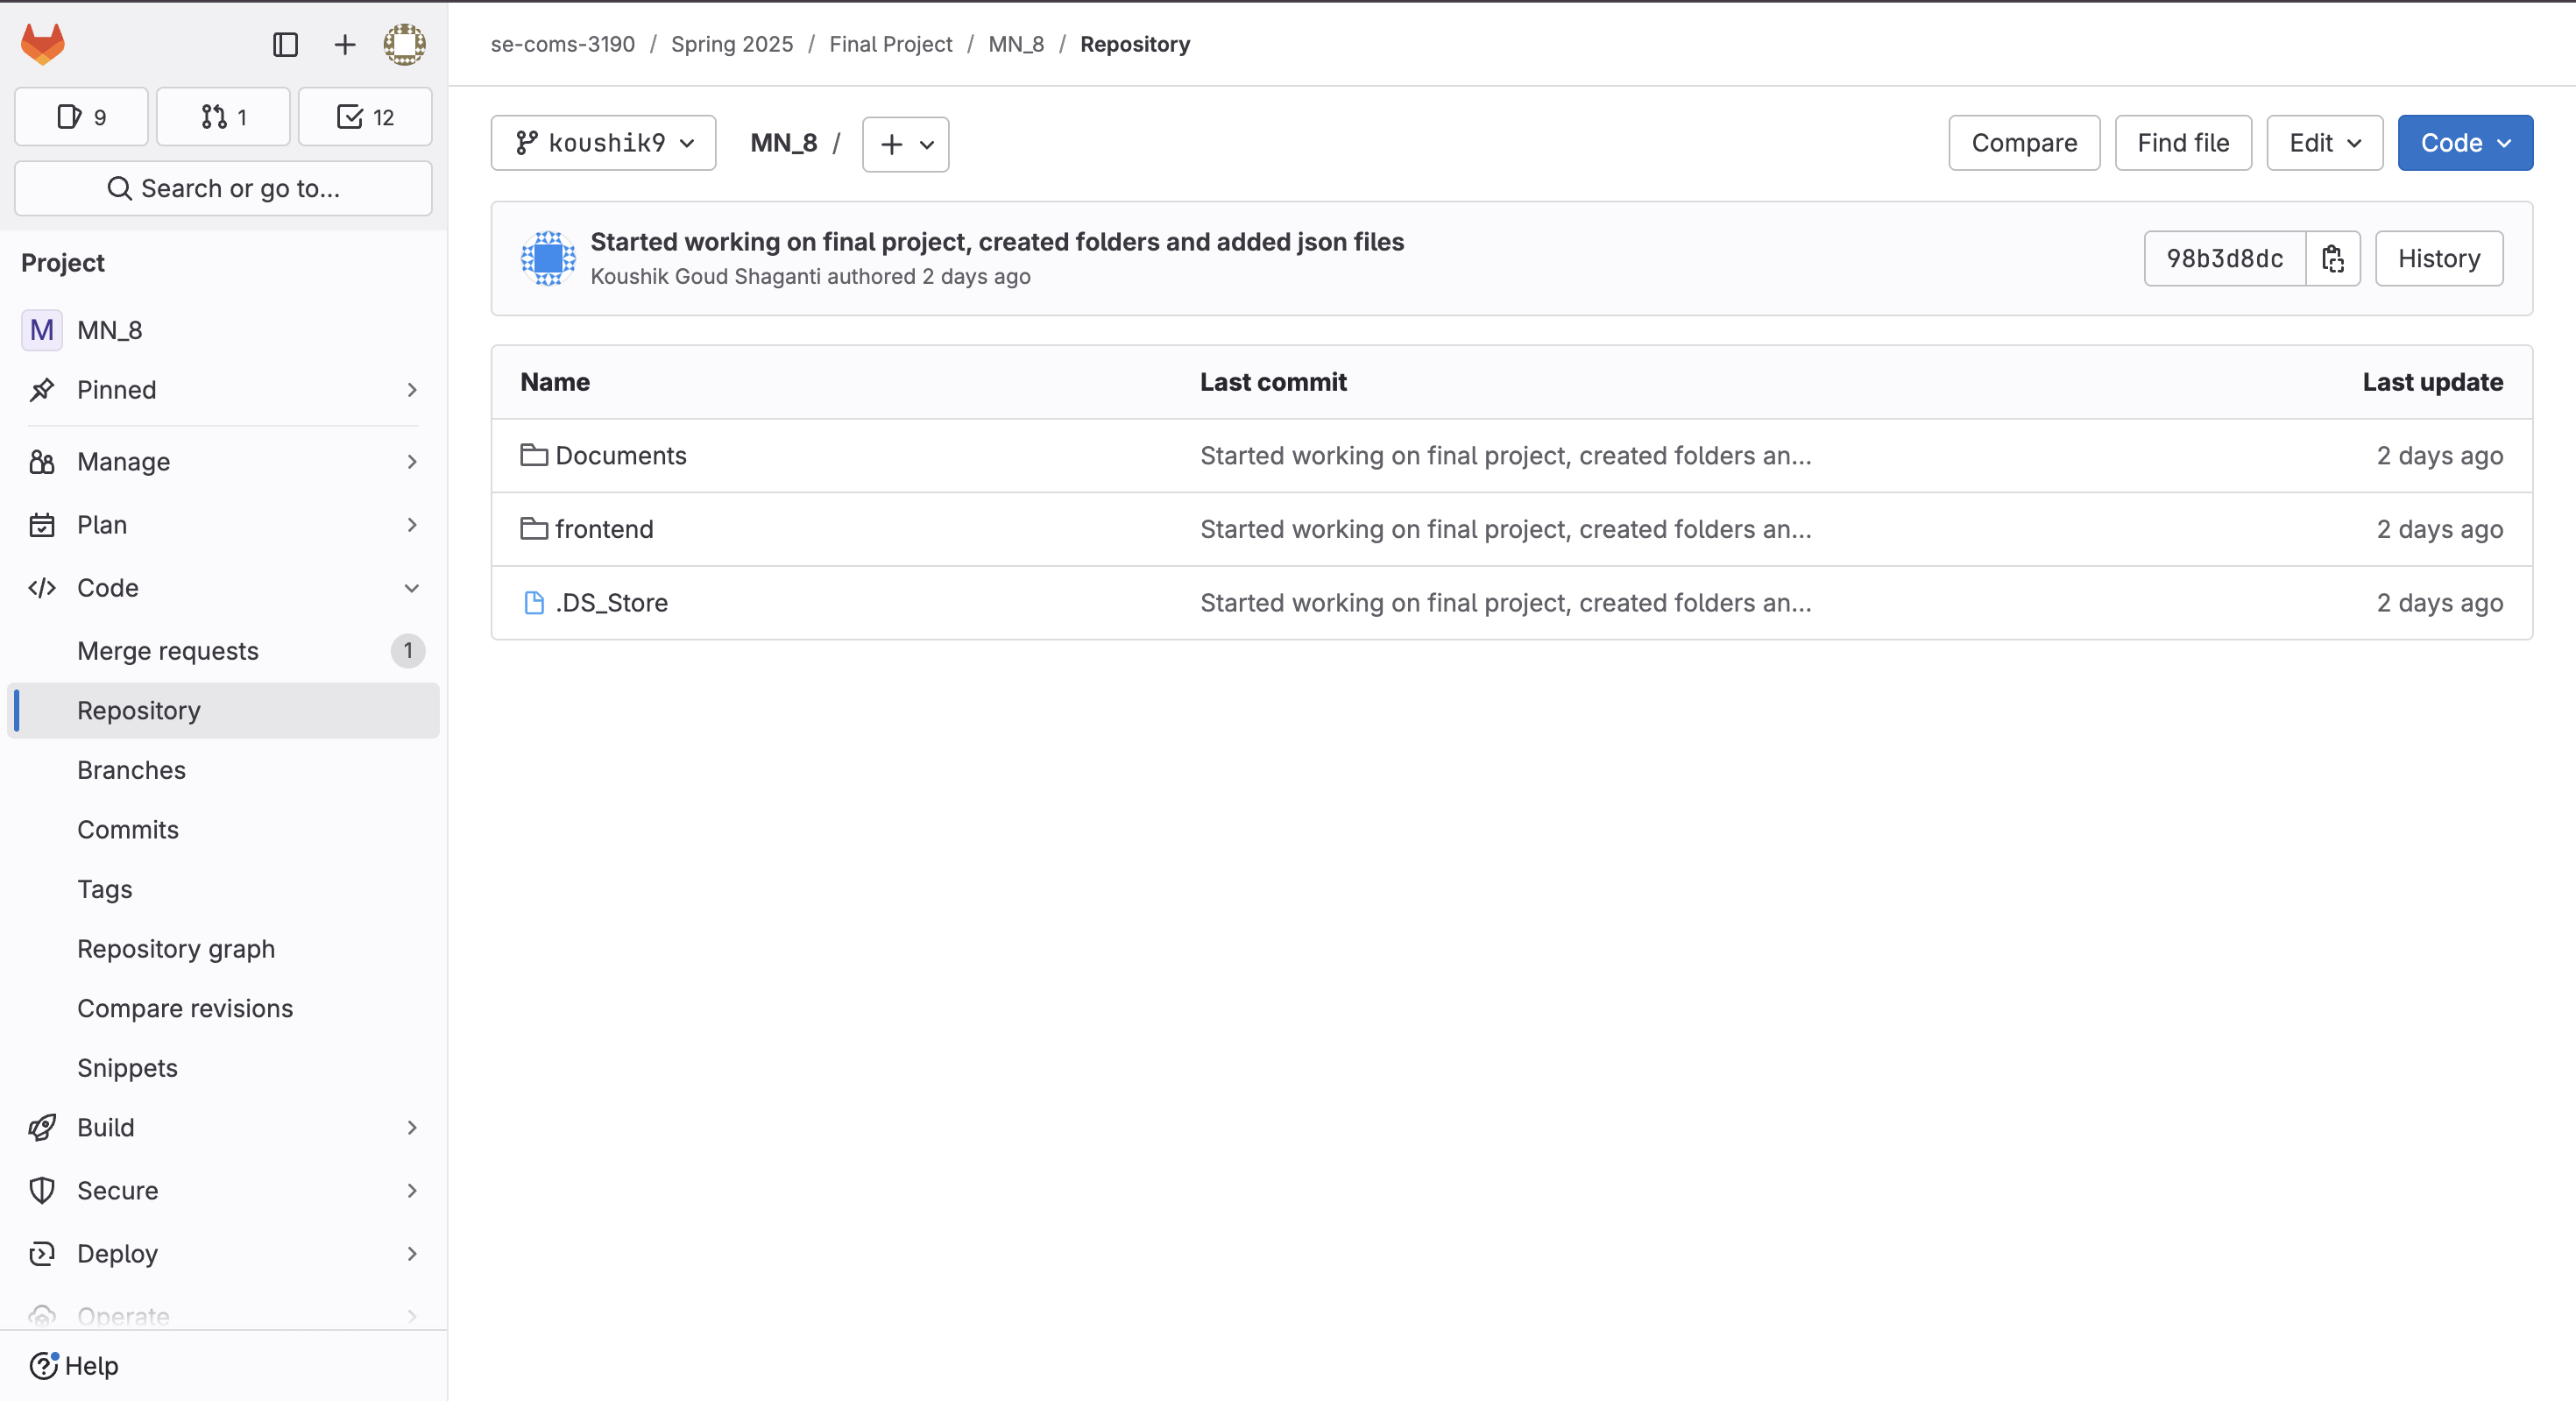 se-coms-3190 / Spring 2025 / Final Project / MN_8 / Repository
9
1
12
Search or go to...
Project
M MN_8
Pinned
Manage
Plan
Code
Merge requests 1
Repository
Branches
Commits
Tags
Repository graph
Compare revisions
Snippets
Build
Secure
Deploy
Operate
Help
koushik9 MN_8 / +
Compare Find file Edit Code
Started working on final project, created folders and added json files
Koushik Goud Shaganti authored 2 days ago
98b3d8dc History
Name Last commit Last update
Documents Started working on final project, created folders an... 2 days ago
frontend Started working on final project, created folders an... 2 days ago
.DS_Store Started working on final project, created folders an... 2 days ago